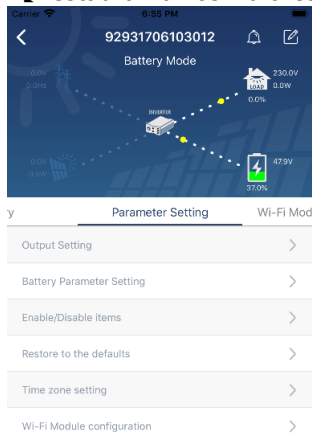 Carrier 6:55 PM
92931706103012
Battery Mode
0.0V
0.0Hz
230.0V
0.0W
LOAD
0.0%
INVERTER
0.0V
0.0W
47.9V
37.0%
ry Parameter Setting Wi-Fi Mod
Output Setting
Battery Parameter Setting
Enable/Disable items
Restore to the defaults
Time zone setting
Wi-Fi Module configuration